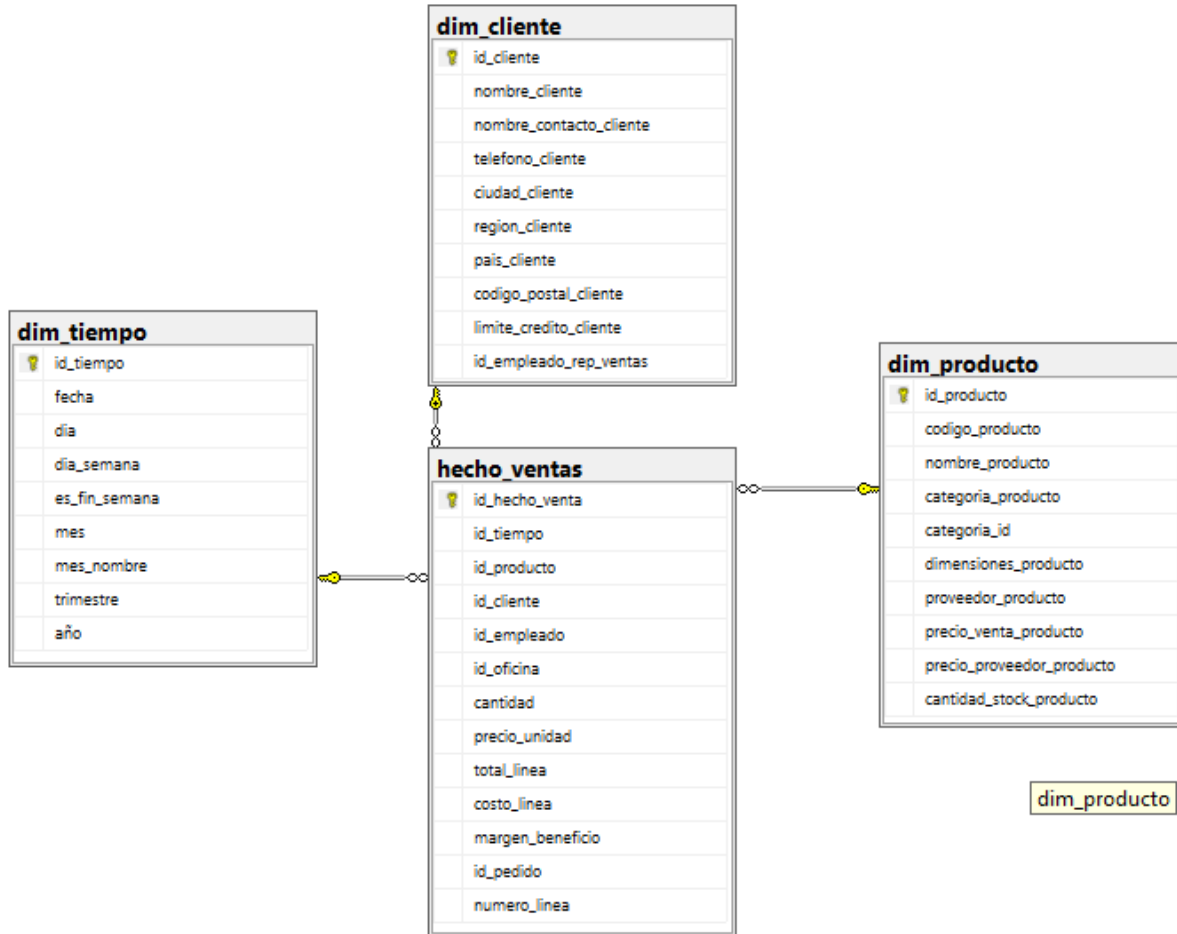 dim_cliente
id_cliente
nombre_cliente
nombre_contacto_cliente
telefono_cliente
ciudad_cliente
region_cliente
pais_cliente
codigo_postal_cliente
limite_credito_cliente
id_empleado_rep_ventas
dim_tiempo
id_tiempo
fecha
dia
dia_semana
es_fin_semana
mes
mes_nombre
trimestre
año
hecho_ventas
id_hecho_venta
id_tiempo
id_producto
id_cliente
id_empleado
id_oficina
cantidad
precio_unidad
total_linea
costo_linea
margen_beneficio
id_pedido
numero_linea
dim_producto
id_producto
codigo_producto
nombre_producto
categoria_producto
categoria_id
dimensiones_producto
proveedor_producto
precio_venta_producto
precio_proveedor_producto
cantidad_stock_producto
dim_producto